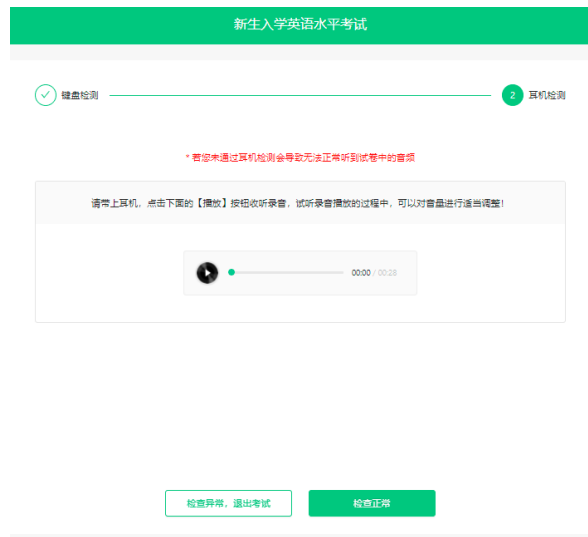 新生入学英语水平考试
键盘检测
2 耳机检测
* 若您未通过耳机检测会导致无法正常听到试卷中的音频
请带上耳机，点击下面的【播放】按钮收听录音，试听录音播放的过程中，可以对音量进行适当调整！
00:00 / 00:28
检查异常，退出考试
检查正常